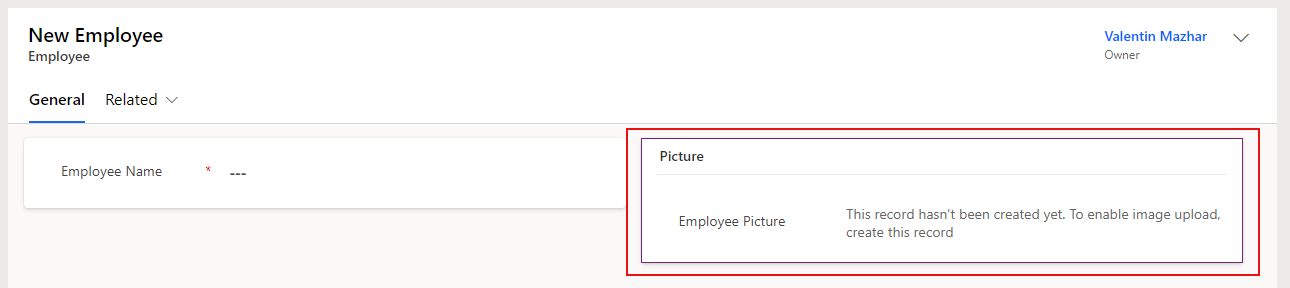 New Employee
Employee
Valentin Mazhar
Owner
General Related
Employee Name * ---
Picture
Employee Picture
This record hasn't been created yet. To enable image upload,
create this record